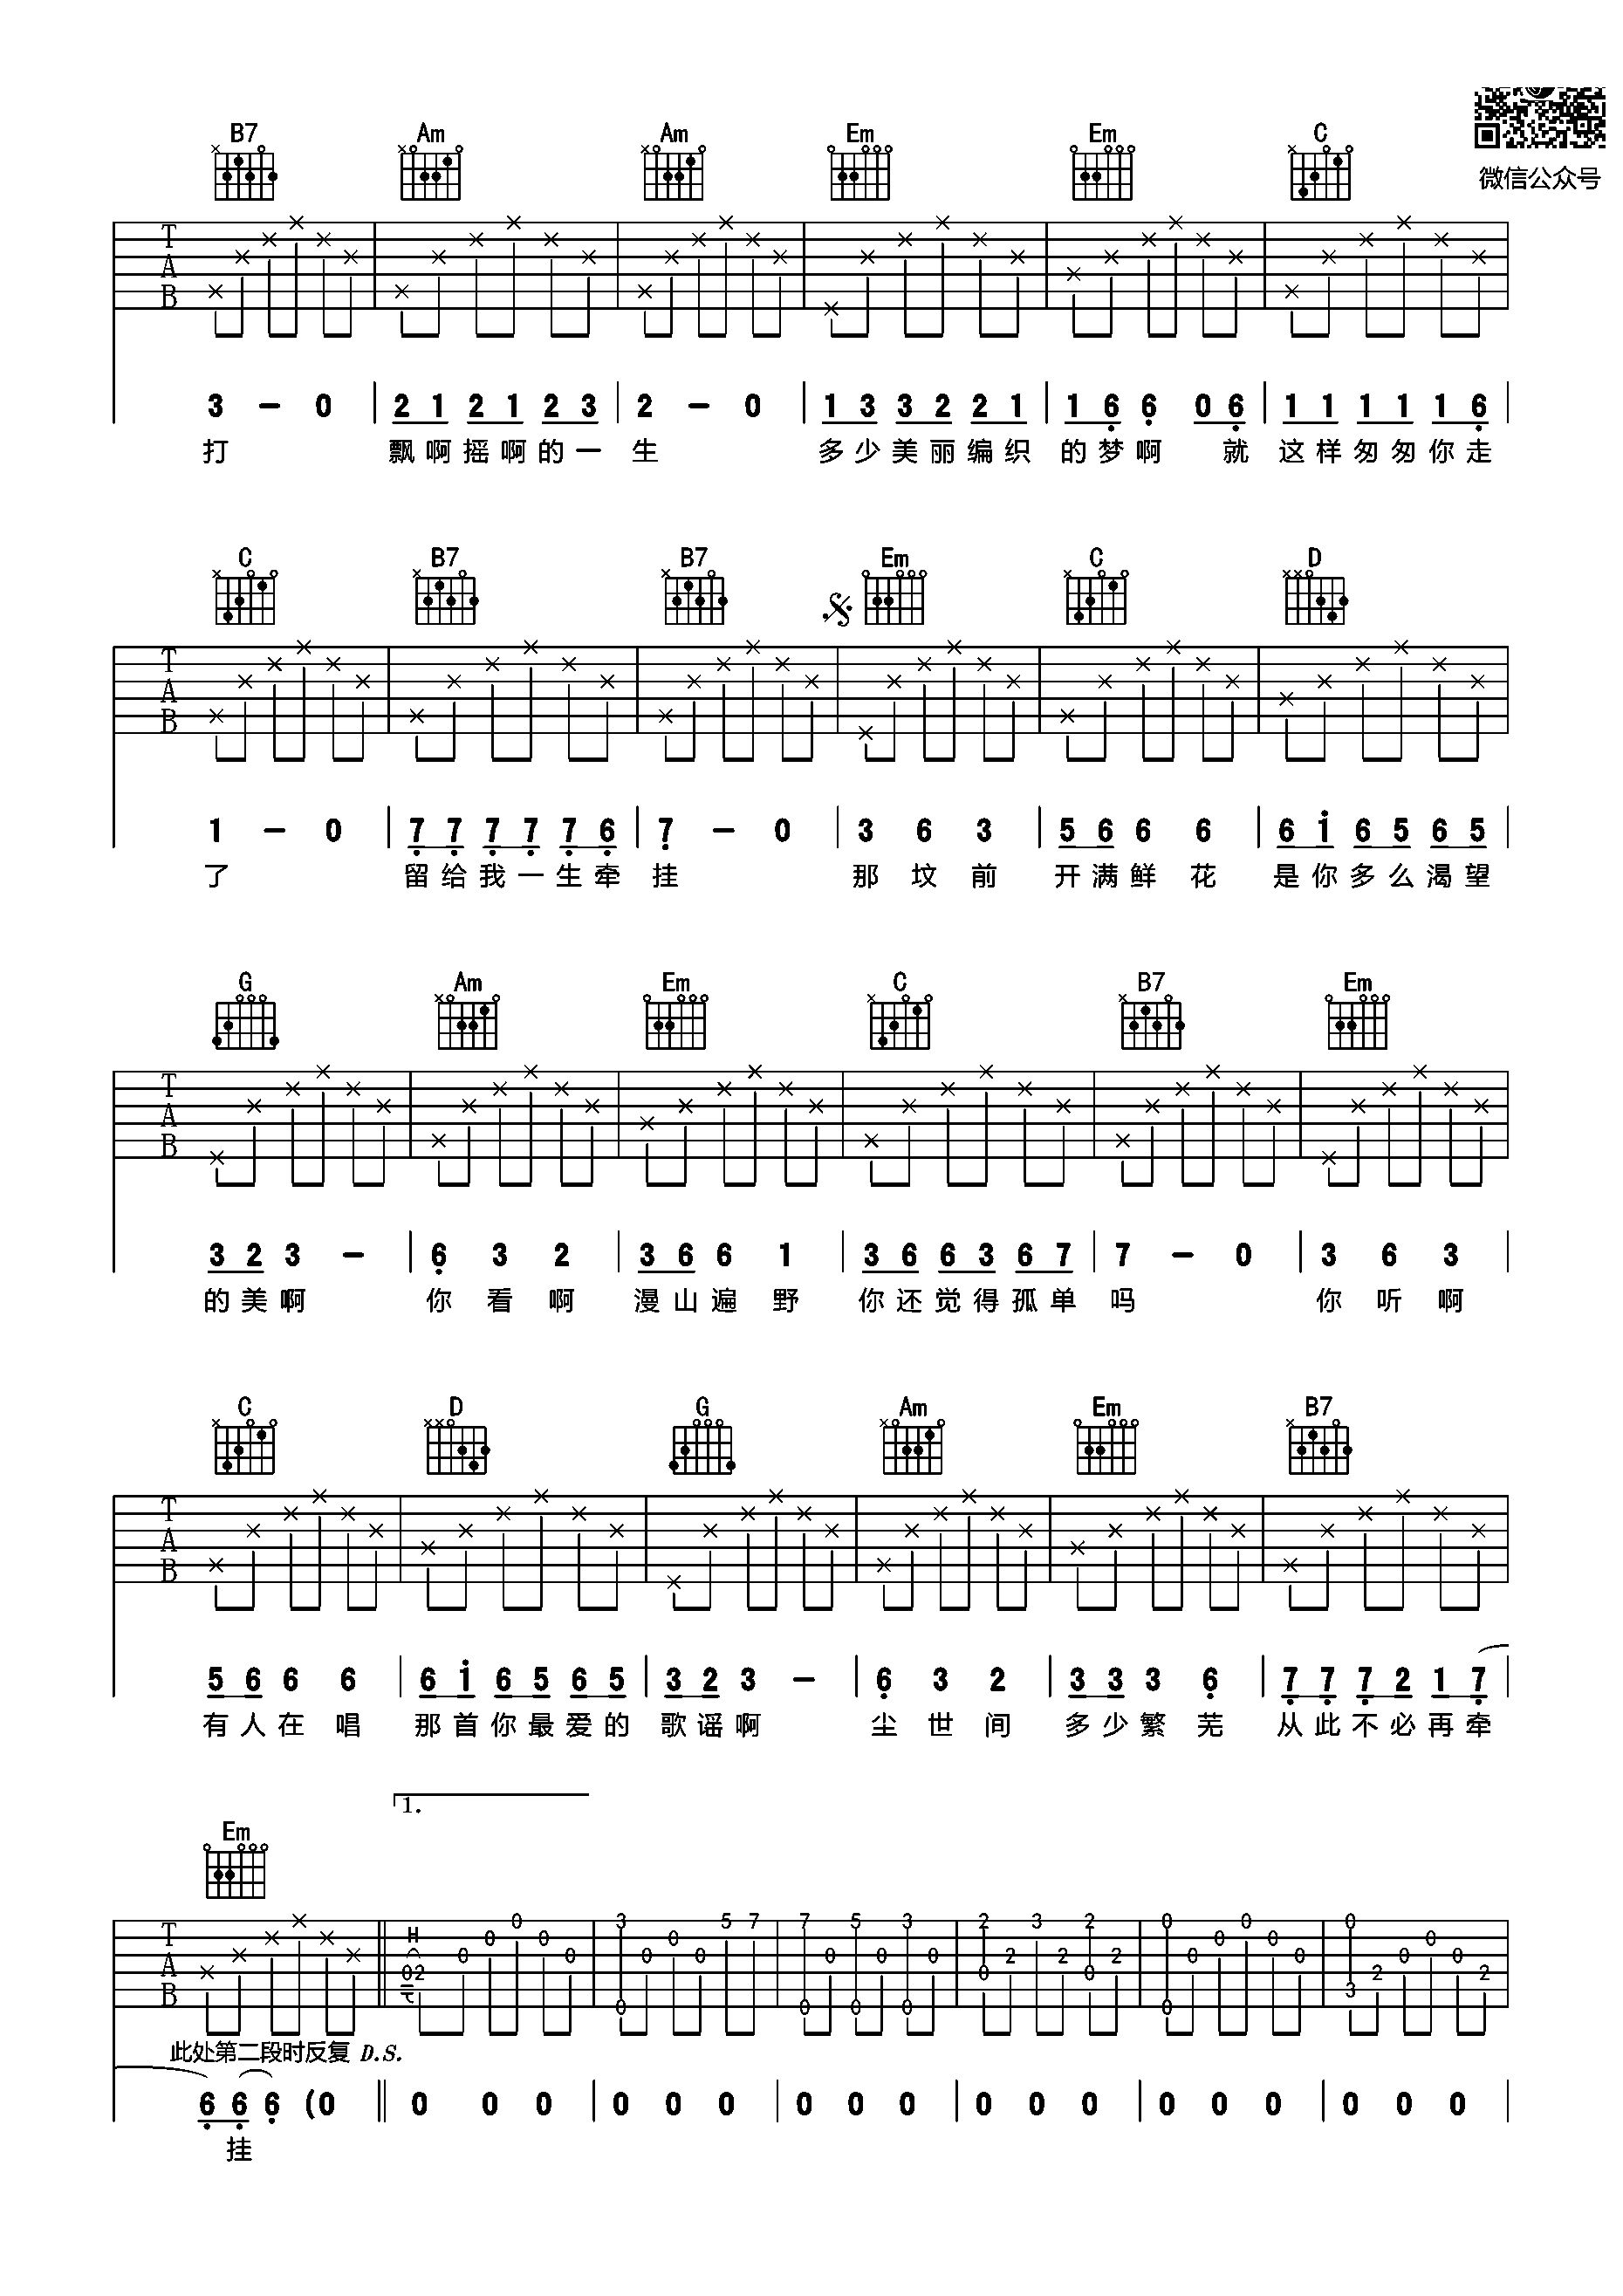 微信公众号
B7 Am Am Em Em C
T
A
B
3 - 0 | 2 1 2 1 2 3 | 2 - 0 | 1 3 3 2 2 1 | 1 6 6 0 6 | 1 1 1 1 1 6 |
打 飘啊摇啊的一 生 多少美丽编织 的梦啊 就 这样匆匆你走
C B7 B7 Em C D
T
A
B
1 - 0 | 7 7 7 7 7 6 | 7 - 0 | 3 6 3 | 5 6 6 6 | 6 1 6 5 6 5 |
了 留给我一生牵 挂 那坟前 开满鲜花 是你多么渴望
G Am Em C B7 Em
T
A
B
3 2 3 - | 6 3 2 | 3 6 6 1 | 3 6 6 3 6 7 | 7 - 0 | 3 6 3
的美啊 你看啊 漫山遍野 你还觉得孤单 吗 你听啊
C D G Am Em B7
T
A
B
5 6 6 6 | 6 1 6 5 6 5 | 3 2 3 - | 6 3 2 | 3 3 3 6 | 7 7 7 2 1 7 |
有人在唱 那首你最爱的 歌谣啊 尘世间 多少繁芜 从此不必再牵
1.
Em
T
A
B
H
02 0 0 0 0 0 | 3 0 0 0 0 5 7 | 7 0 0 5 0 0 3 0 0 | 2 0 2 3 2 2 0 2 | 0 0 0 0 0 0 0 | 0 3 2 0 0 0 2
此处第二段时反复 D.S.
6 6 6 (0 || 0 0 0 | 0 0 0 | 0 0 0 | 0 0 0 | 0 0 0 | 0 0 0 |
挂